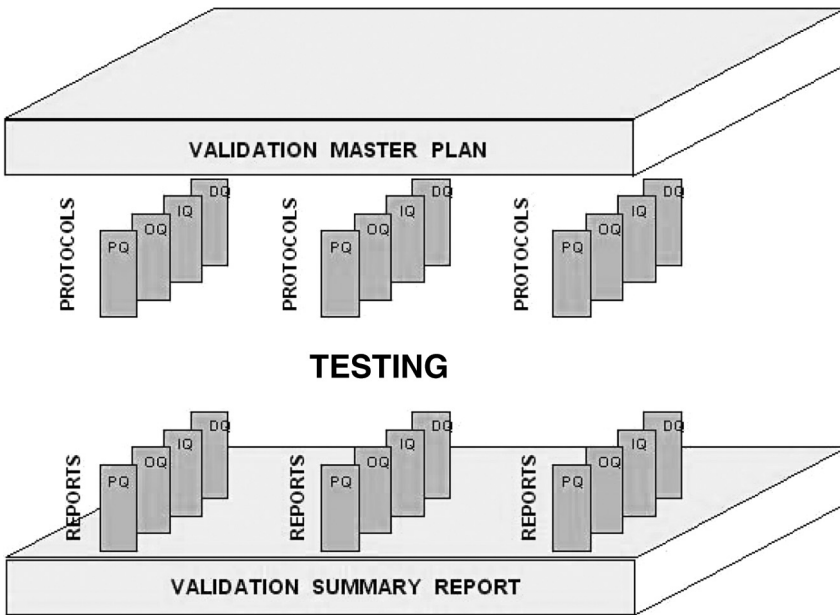 VALIDATION MASTER PLAN
PROTOCOLS
PQ
OQ
IQ
DQ
PROTOCOLS
PQ
OQ
IQ
DQ
PROTOCOLS
PQ
OQ
IQ
DQ
TESTING
REPORTS
PQ
OQ
IQ
DQ
REPORTS
PQ
OQ
IQ
DQ
REPORTS
PQ
OQ
IQ
DQ
VALIDATION SUMMARY REPORT